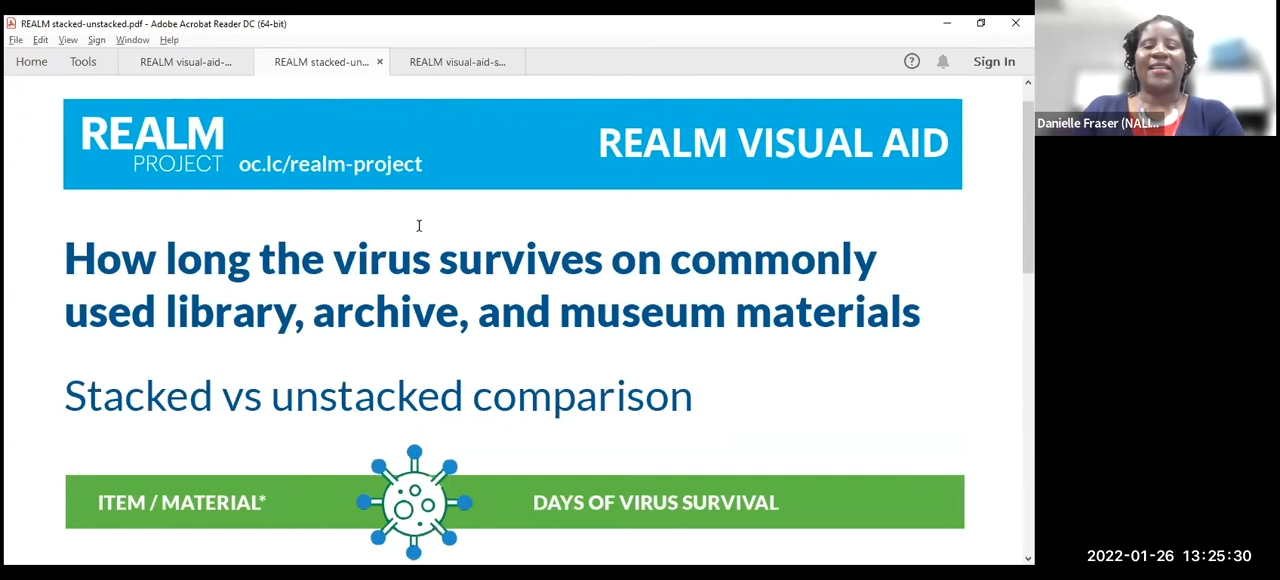 REALM stacked-unstacked.pdf - Adobe Acrobat Reader DC (64-bit)
File Edit View Sign Window Help
Home Tools REALM visual-aid-... REALM stacked-un... × REALM visual-aid-s... Sign In
REALM
PROJECT oc.lc/realm-project
REALM VISUAL AID
How long the virus survives on commonly
used library, archive, and museum materials
Stacked vs unstacked comparison
ITEM / MATERIAL* DAYS OF VIRUS SURVIVAL
Danielle Fraser (NALI...
2022-01-26 13:25:30